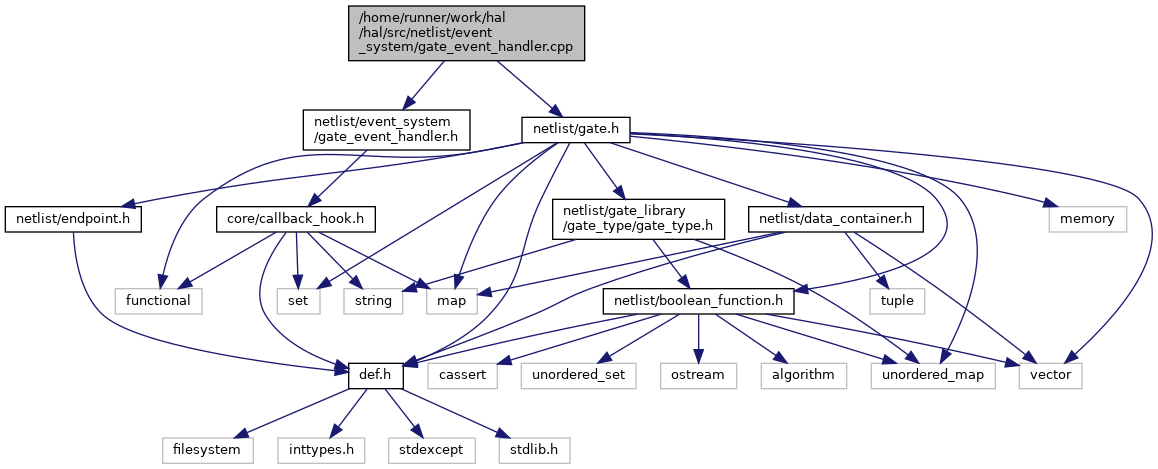 /home/runner/work/hal
/hal/src/netlist/event
_system/gate_event_handler.cpp
netlist/event_system
/gate_event_handler.h
netlist/gate.h
netlist/endpoint.h
core/callback_hook.h
netlist/gate_library
/gate_type/gate_type.h
netlist/data_container.h
memory
functional
set
string
map
netlist/boolean_function.h
tuple
def.h
cassert
unordered_set
ostream
algorithm
unordered_map
vector
filesystem
inttypes.h
stdexcept
stdlib.h